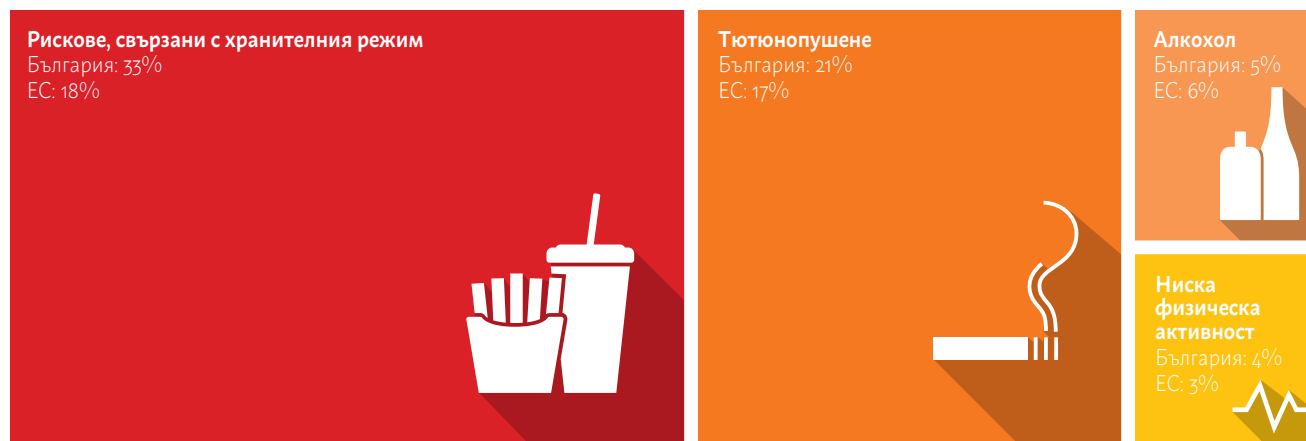 Рискове, свързани с хранителния режим
България: 33%
ЕС: 18%
Тютюнопушене
България: 21%
ЕС: 17%
Алкохол
България: 5%
ЕС: 6%
Ниска
физическа
активност
България: 4%
ЕС: 3%